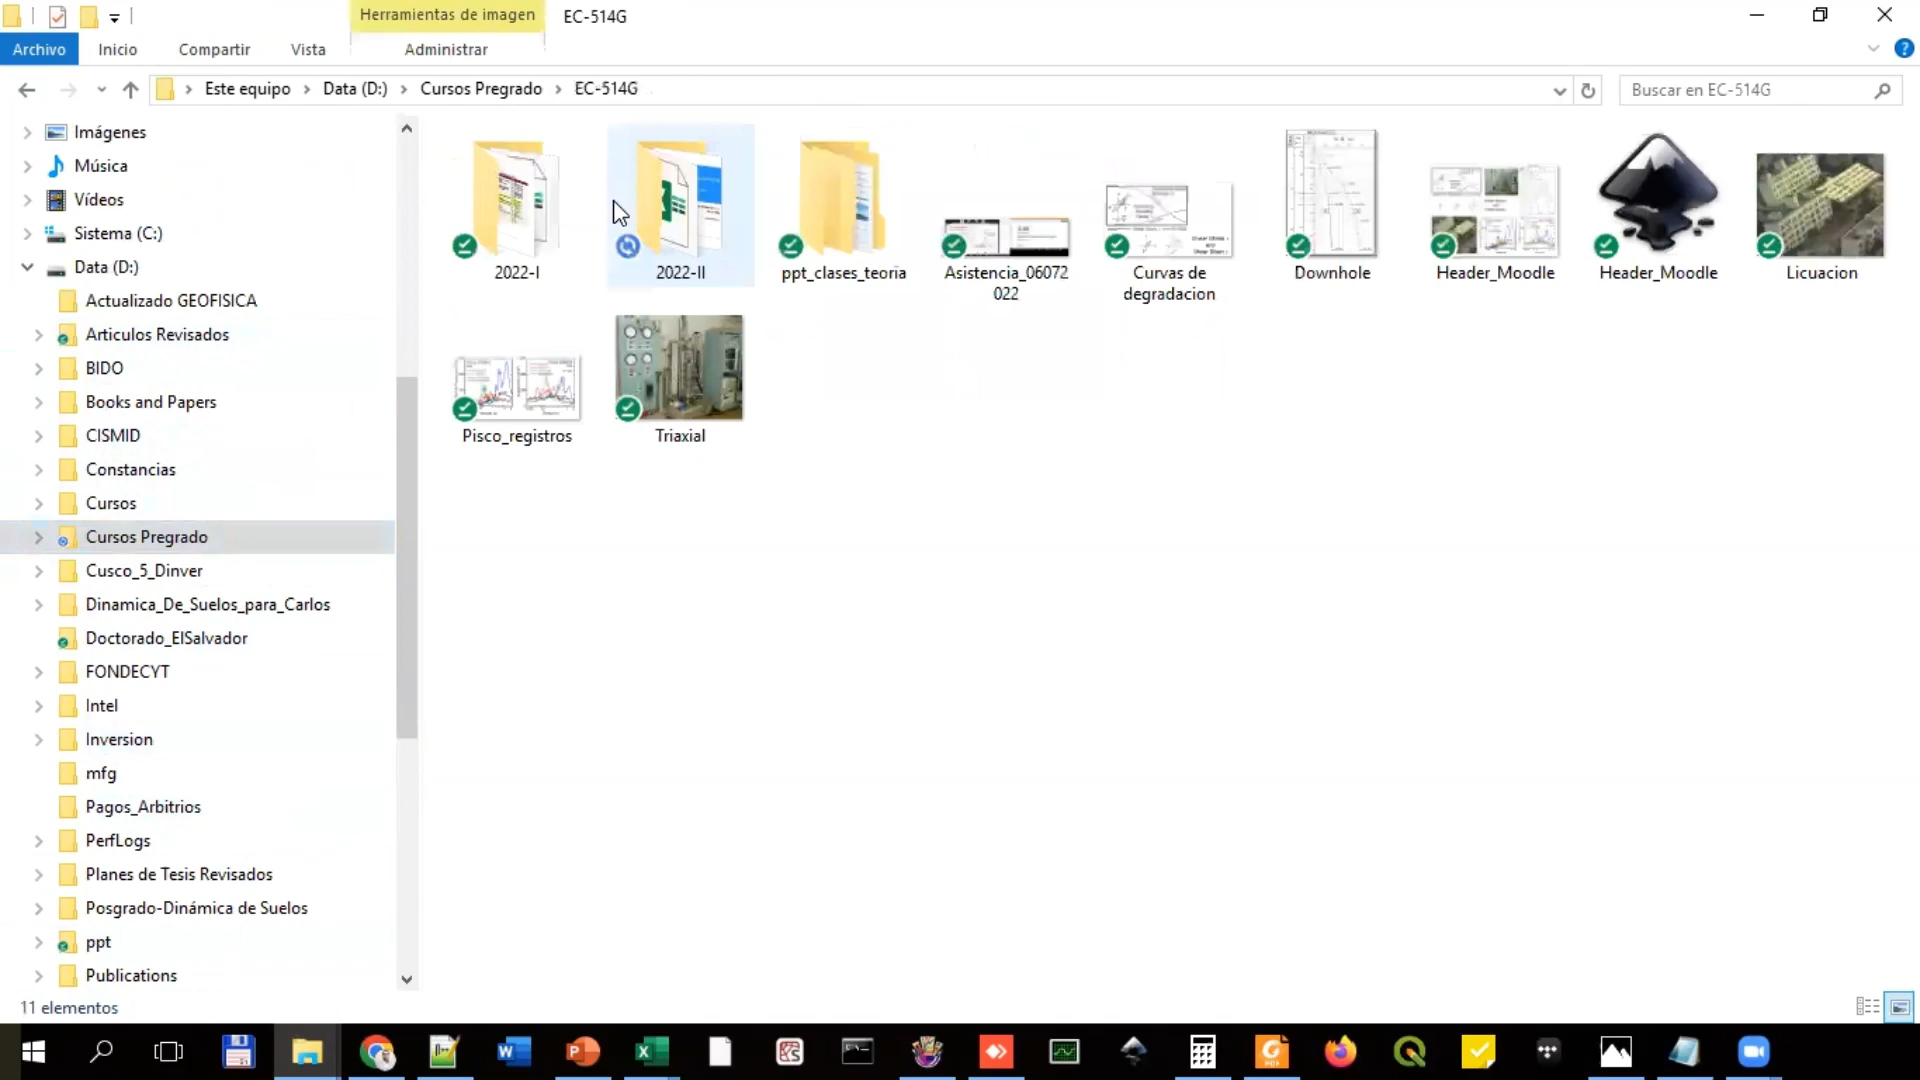 Herramientas de imagen
EC-514G
Archivo
Inicio
Compartir
Vista
Administrar
Este equipo
Data (D:)
Cursos Pregrado
EC-514G
Buscar en EC-514G
Imágenes
Música
Vídeos
Sistema (C:)
Data (D:)
Actualizado GEOFISICA
Articulos Revisados
BIDO
Books and Papers
CISMID
Constancias
Cursos
Cursos Pregrado
Cusco_5_Dinver
Dinamica_De_Suelos_para_Carlos
Doctorado_ElSalvador
FONDECYT
Intel
Inversion
mfg
Pagos_Arbitrios
PerfLogs
Planes de Tesis Revisados
Posgrado-Dinámica de Suelos
ppt
Publications
2022-I
2022-II
ppt_clases_teoria
Asistencia_06072
022
Curvas de
degradacion
Downhole
Header_Moodle
Header_Moodle
Licuacion
Pisco_registros
Triaxial
11 elementos